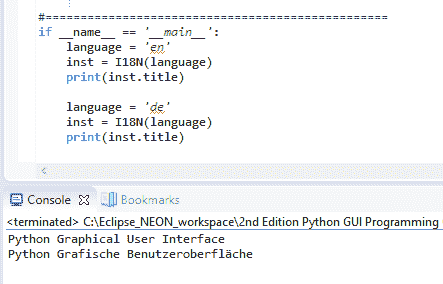 #==================================================
if __name__ == '__main__':
language = 'en'
inst = I18N(language)
print(inst.title)
language = 'de'
inst = I18N(language)
print(inst.title)
Console Bookmarks
<terminated> C:\Eclipse_NEON_workspace\2nd Edition Python GUI Programming
Python Graphical User Interface
Python Grafische Benutzeroberfläche